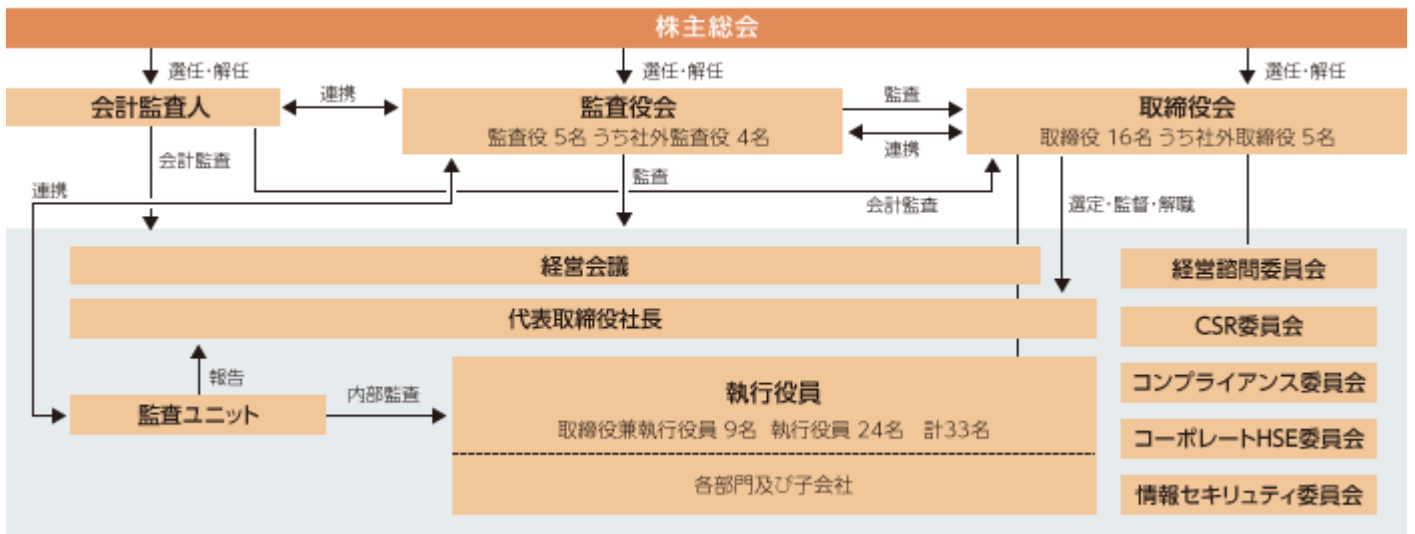 株主総会
選任・解任
選任・解任
選任・解任
会計監査人
連携
監査役会
監査役 5名 うち社外監査役 4名
監査
連携
取締役会
取締役 16名 うち社外取締役 5名
会計監査
連携
監査
会計監査
選定・監督・解職
経営会議
代表取締役社長
報告
監査ユニット
内部監査
執行役員
取締役兼執行役員 9名 執行役員 24名 計33名
各部門及び子会社
経営諮問委員会
CSR委員会
コンプライアンス委員会
コーポレートHSE委員会
情報セキュリティ委員会